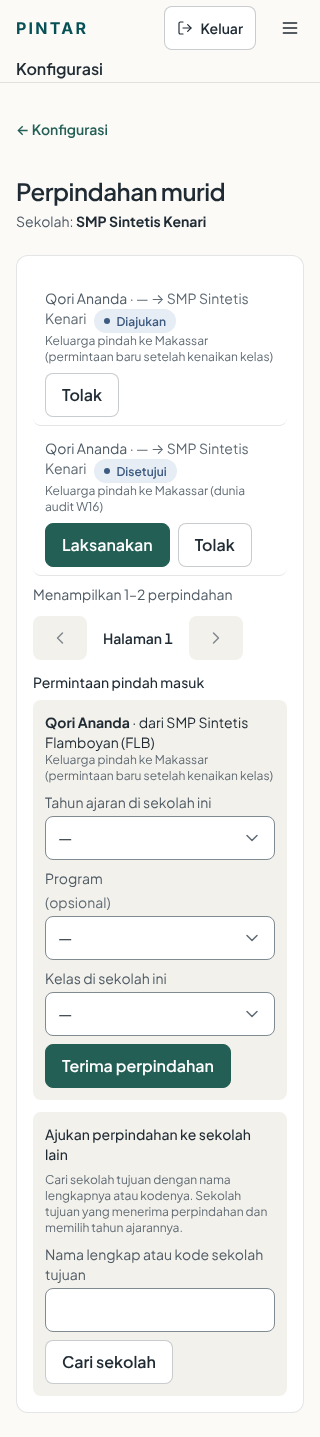 PINTAR
Keluar
Konfigurasi
← Konfigurasi
Perpindahan murid
Sekolah: SMP Sintetis Kenari
Qori Ananda · — → SMP Sintetis
Kenari Diajukan
Keluarga pindah ke Makassar
(permintaan baru setelah kenaikan kelas)
Tolak
Qori Ananda · — → SMP Sintetis
Kenari Disetujui
Keluarga pindah ke Makassar (dunia
audit W16)
Laksanakan
Tolak
Menampilkan 1–2 perpindahan
Halaman 1
Permintaan pindah masuk
Qori Ananda · dari SMP Sintetis
Flamboyan (FLB)
Keluarga pindah ke Makassar
(permintaan baru setelah kenaikan kelas)
Tahun ajaran di sekolah ini
—
Program
(opsional)
—
Kelas di sekolah ini
—
Terima perpindahan
Ajukan perpindahan ke sekolah
lain
Cari sekolah tujuan dengan nama
lengkapnya atau kodenya. Sekolah
tujuan yang menerima perpindahan dan
memilih tahun ajarannya.
Nama lengkap atau kode sekolah
tujuan
Cari sekolah